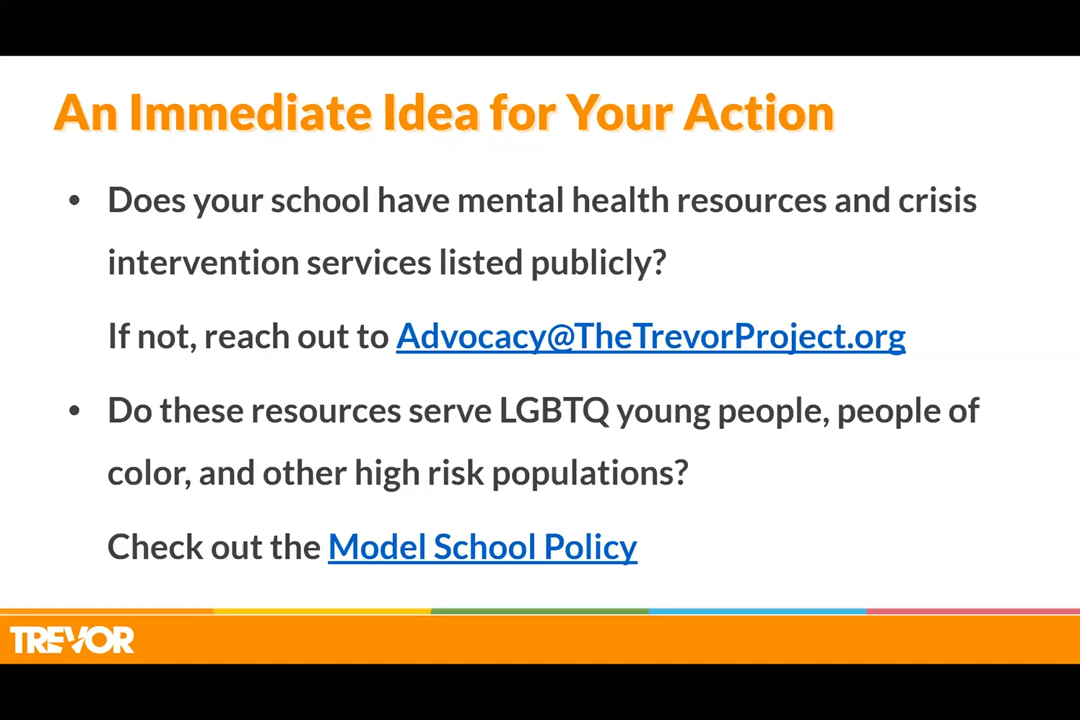 An Immediate Idea for Your Action
• Does your school have mental health resources and crisis
intervention services listed publicly?
If not, reach out to Advocacy@TheTrevorProject.org
• Do these resources serve LGBTQ young people, people of
color, and other high risk populations?
Check out the Model School Policy
TREVOR